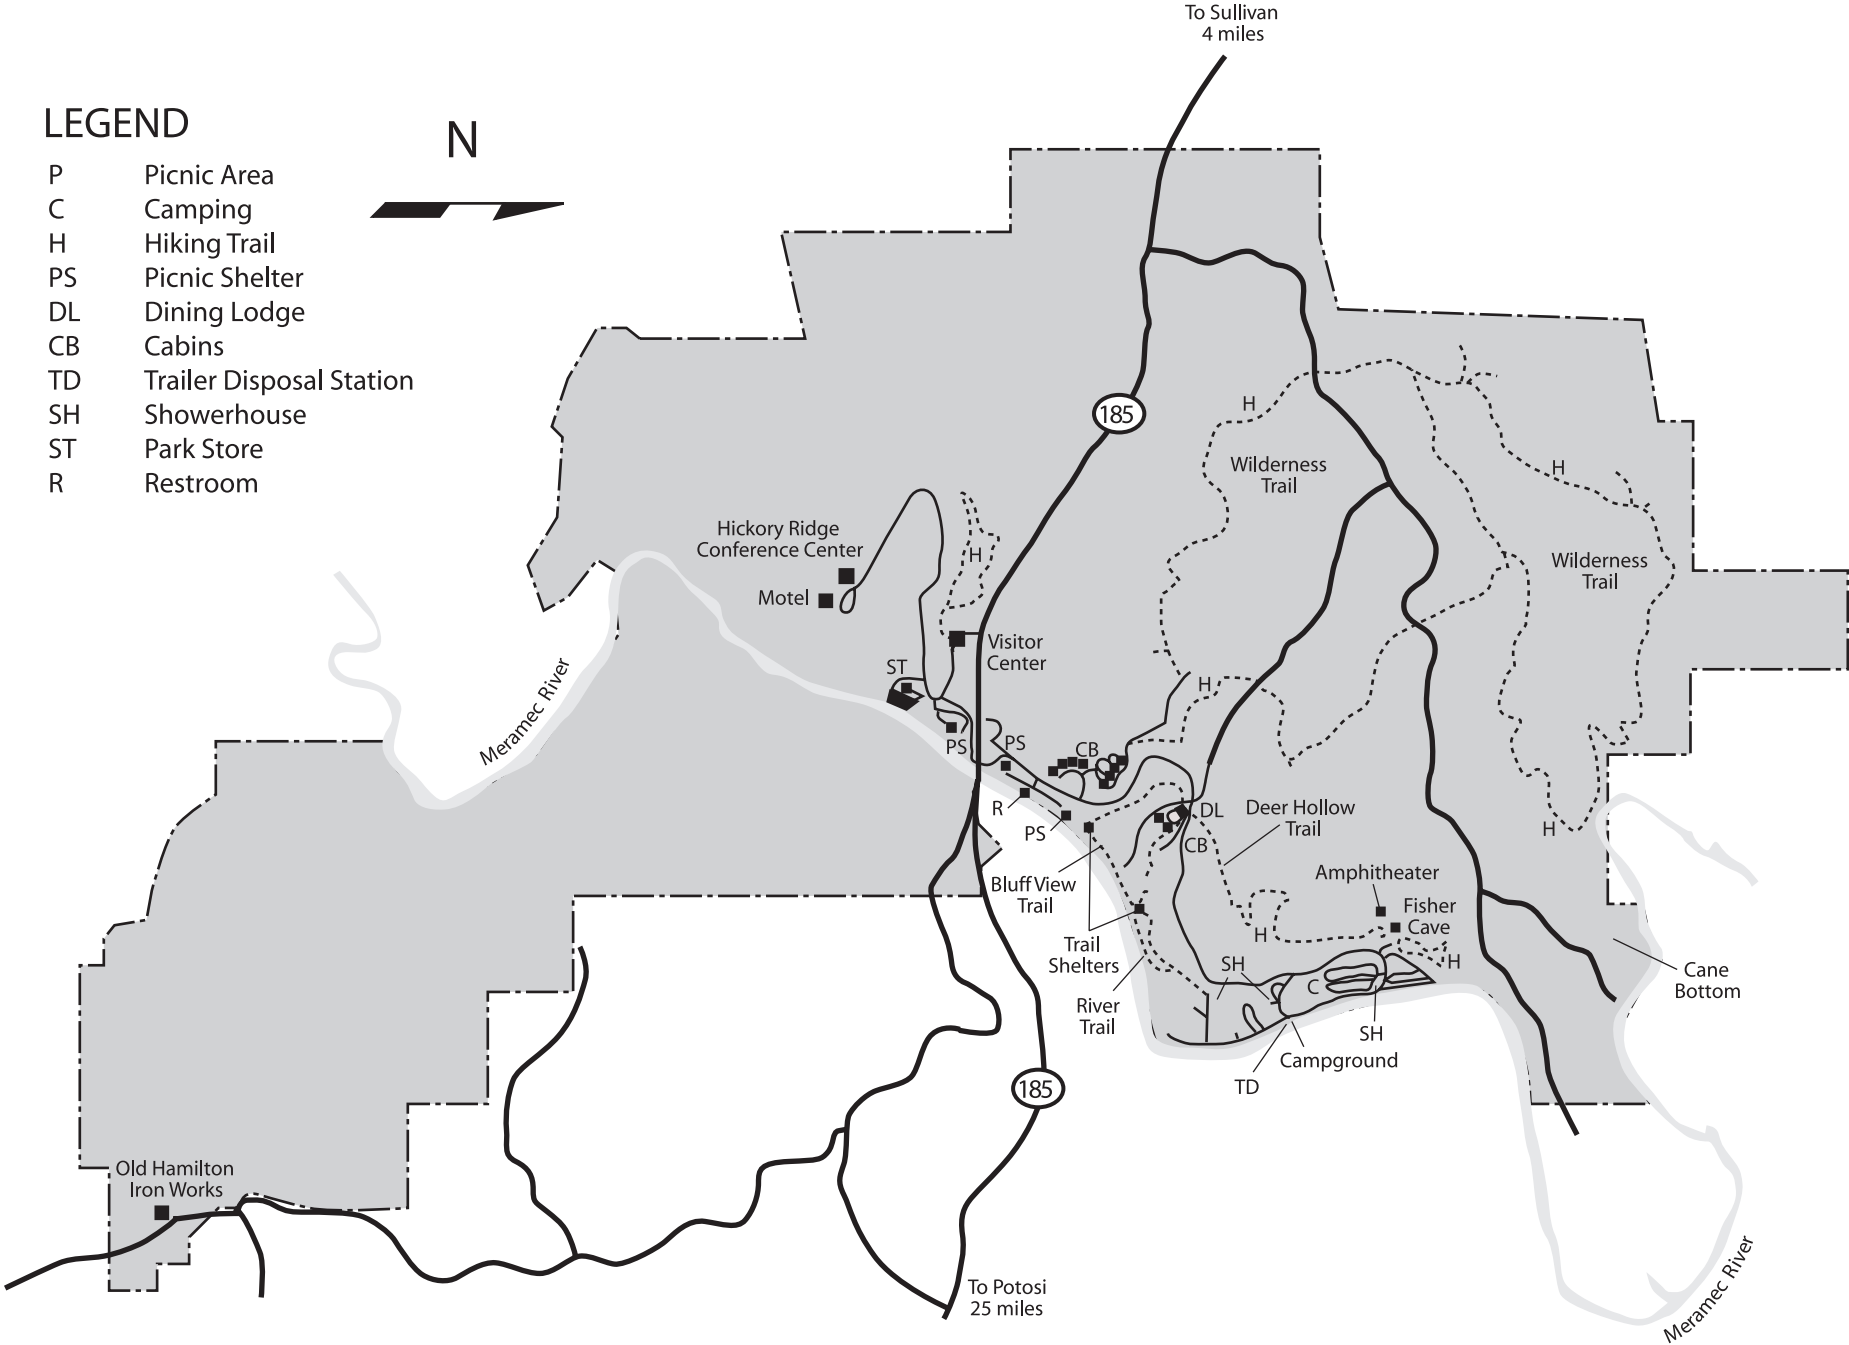 To Sullivan
4 miles
LEGEND
N
P Picnic Area
C Camping
H Hiking Trail
PS Picnic Shelter
DL Dining Lodge
CB Cabins
TD Trailer Disposal Station
SH Showerhouse
ST Park Store
R Restroom
185
H
Wilderness
Trail
H
Hickory Ridge
Conference Center
H
Motel
Wilderness
Trail
Visitor
Center
ST
H
Meramec River
PS
PS
CB
R
PS
DL
CB
Deer Hollow
Trail
H
Bluff View
Trail
Amphitheater
Fisher
Cave
H
Trail
Shelters
SH
H
C
Cane
Bottom
River
Trail
SH
Campground
TD
185
Old Hamilton
Iron Works
To Potosi
25 miles
Meramec River